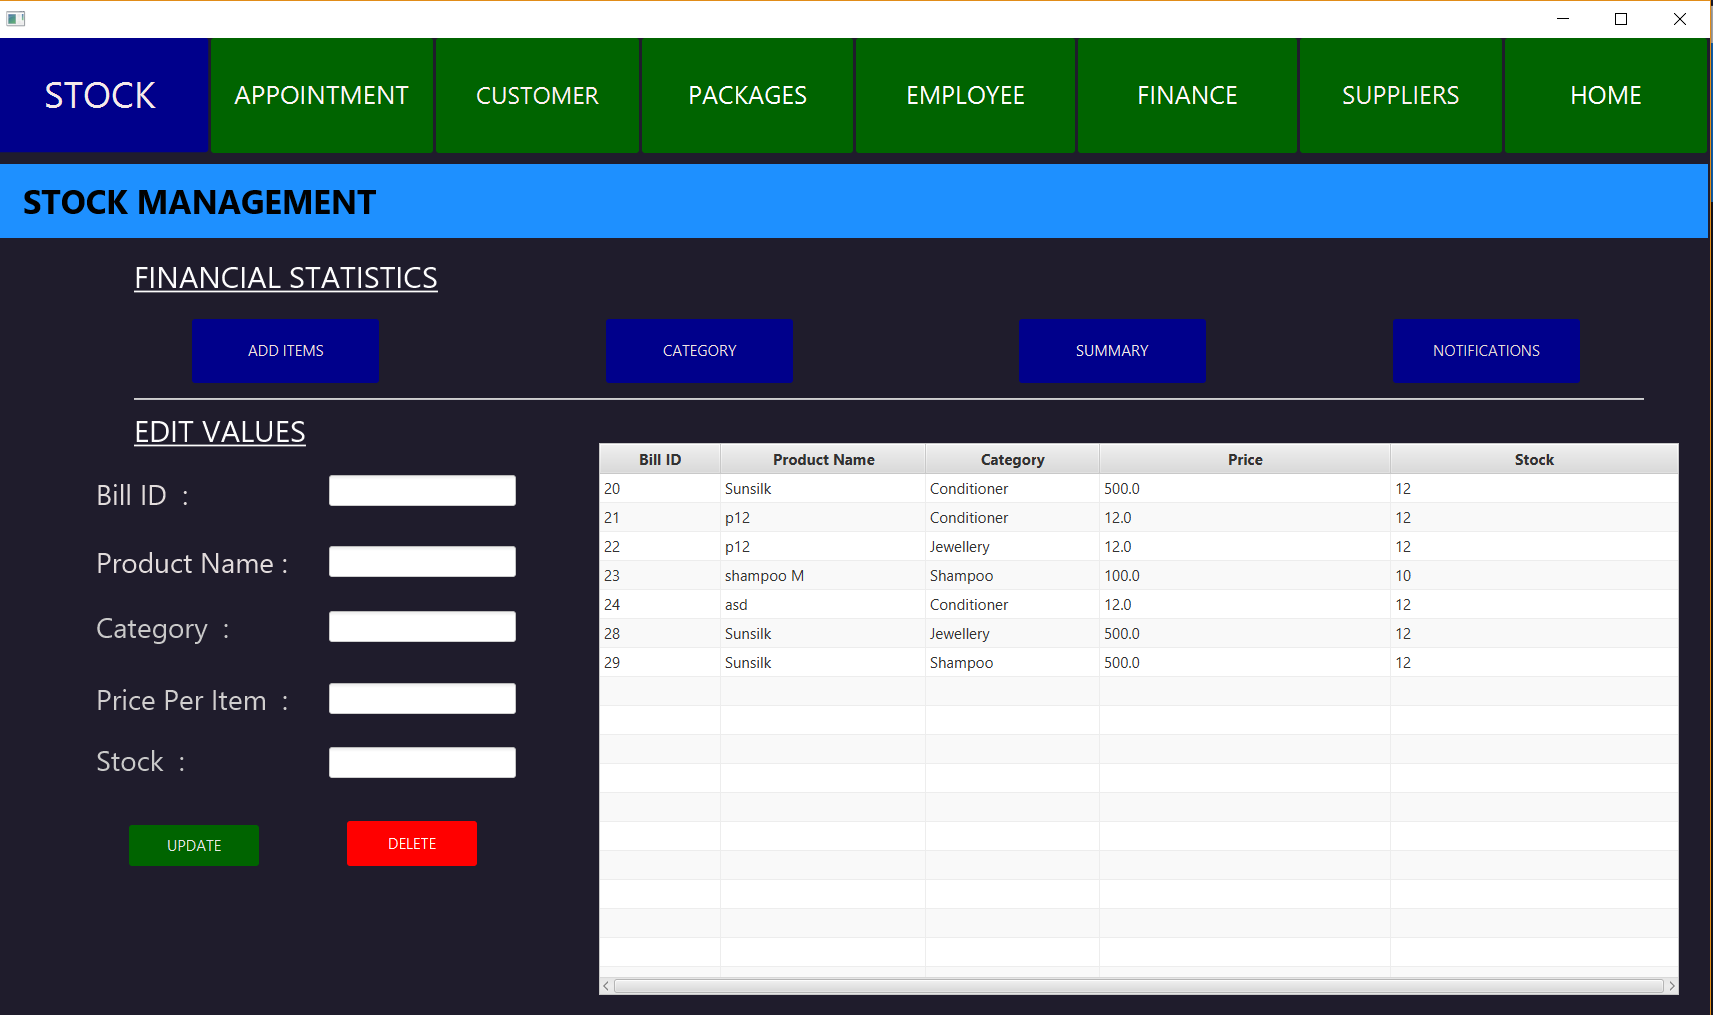 STOCK APPOINTMENT CUSTOMER PACKAGES EMPLOYEE FINANCE SUPPLIERS HOME
STOCK MANAGEMENT
FINANCIAL STATISTICS
ADD ITEMS CATEGORY SUMMARY NOTIFICATIONS
EDIT VALUES
Bill ID :
Product Name :
Category :
Price Per Item :
Stock :
UPDATE DELETE
Bill ID Product Name Category Price Stock
20 Sunsilk Conditioner 500.0 12
21 p12 Conditioner 12.0 12
22 p12 Jewellery 12.0 12
23 shampoo M Shampoo 100.0 10
24 asd Conditioner 12.0 12
28 Sunsilk Jewellery 500.0 12
29 Sunsilk Shampoo 500.0 12